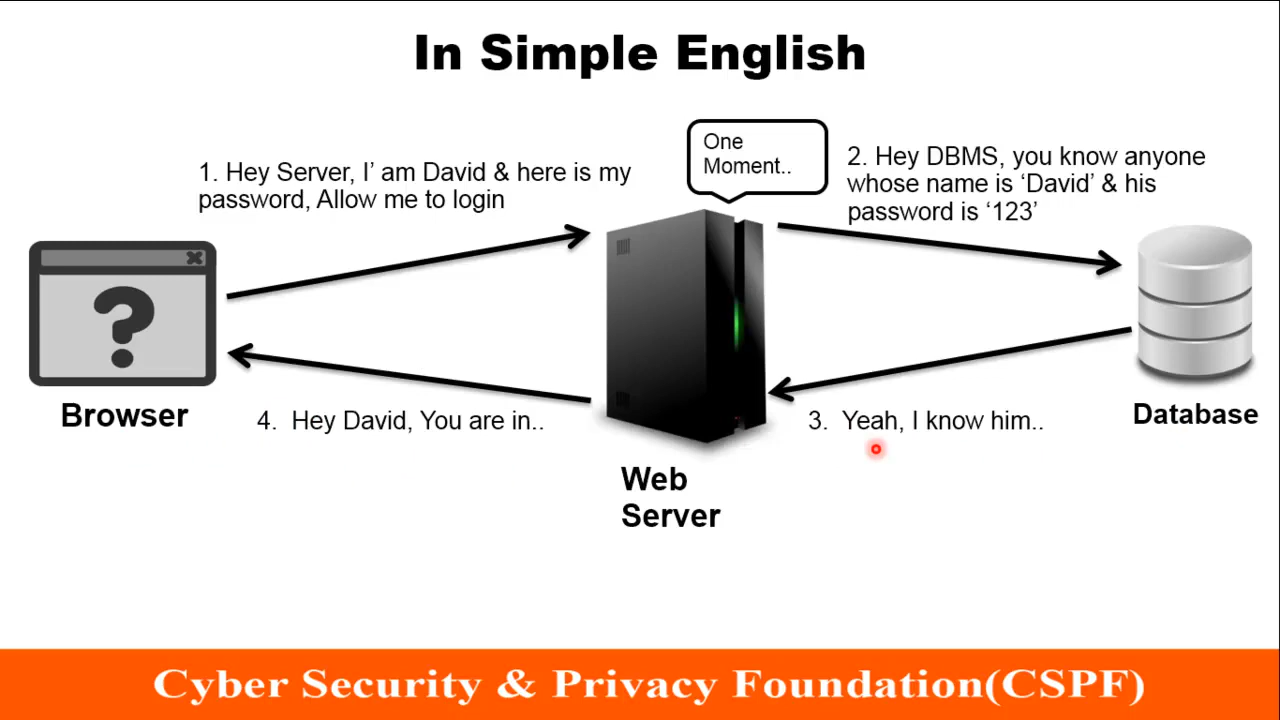 In Simple English
1. Hey Server, I’ am David & here is my
password, Allow me to login
One
Moment..
2. Hey DBMS, you know anyone
whose name is ‘David’ & his
password is ‘123’
?
Browser
4. Hey David, You are in..
Web
Server
3. Yeah, I know him..
Database
Cyber Security & Privacy Foundation(CSPF)